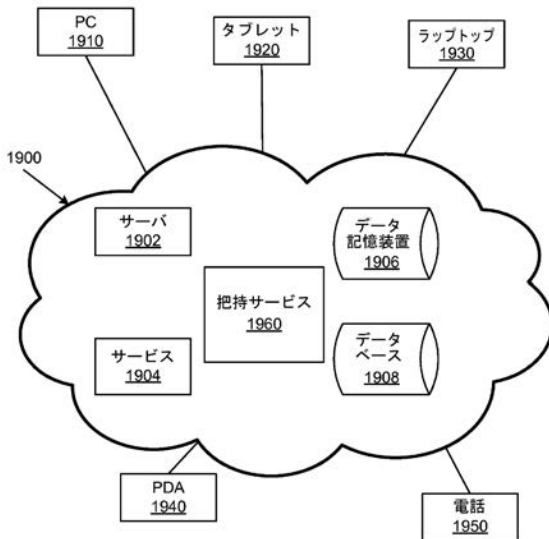 PC
1910
タブレット
1920
ラップトップ
1930
1900
サーバ
1902
データ
記憶装置
1906
把持サービス
1960
サービス
1904
データ
ベース
1908
PDA
1940
電話
1950